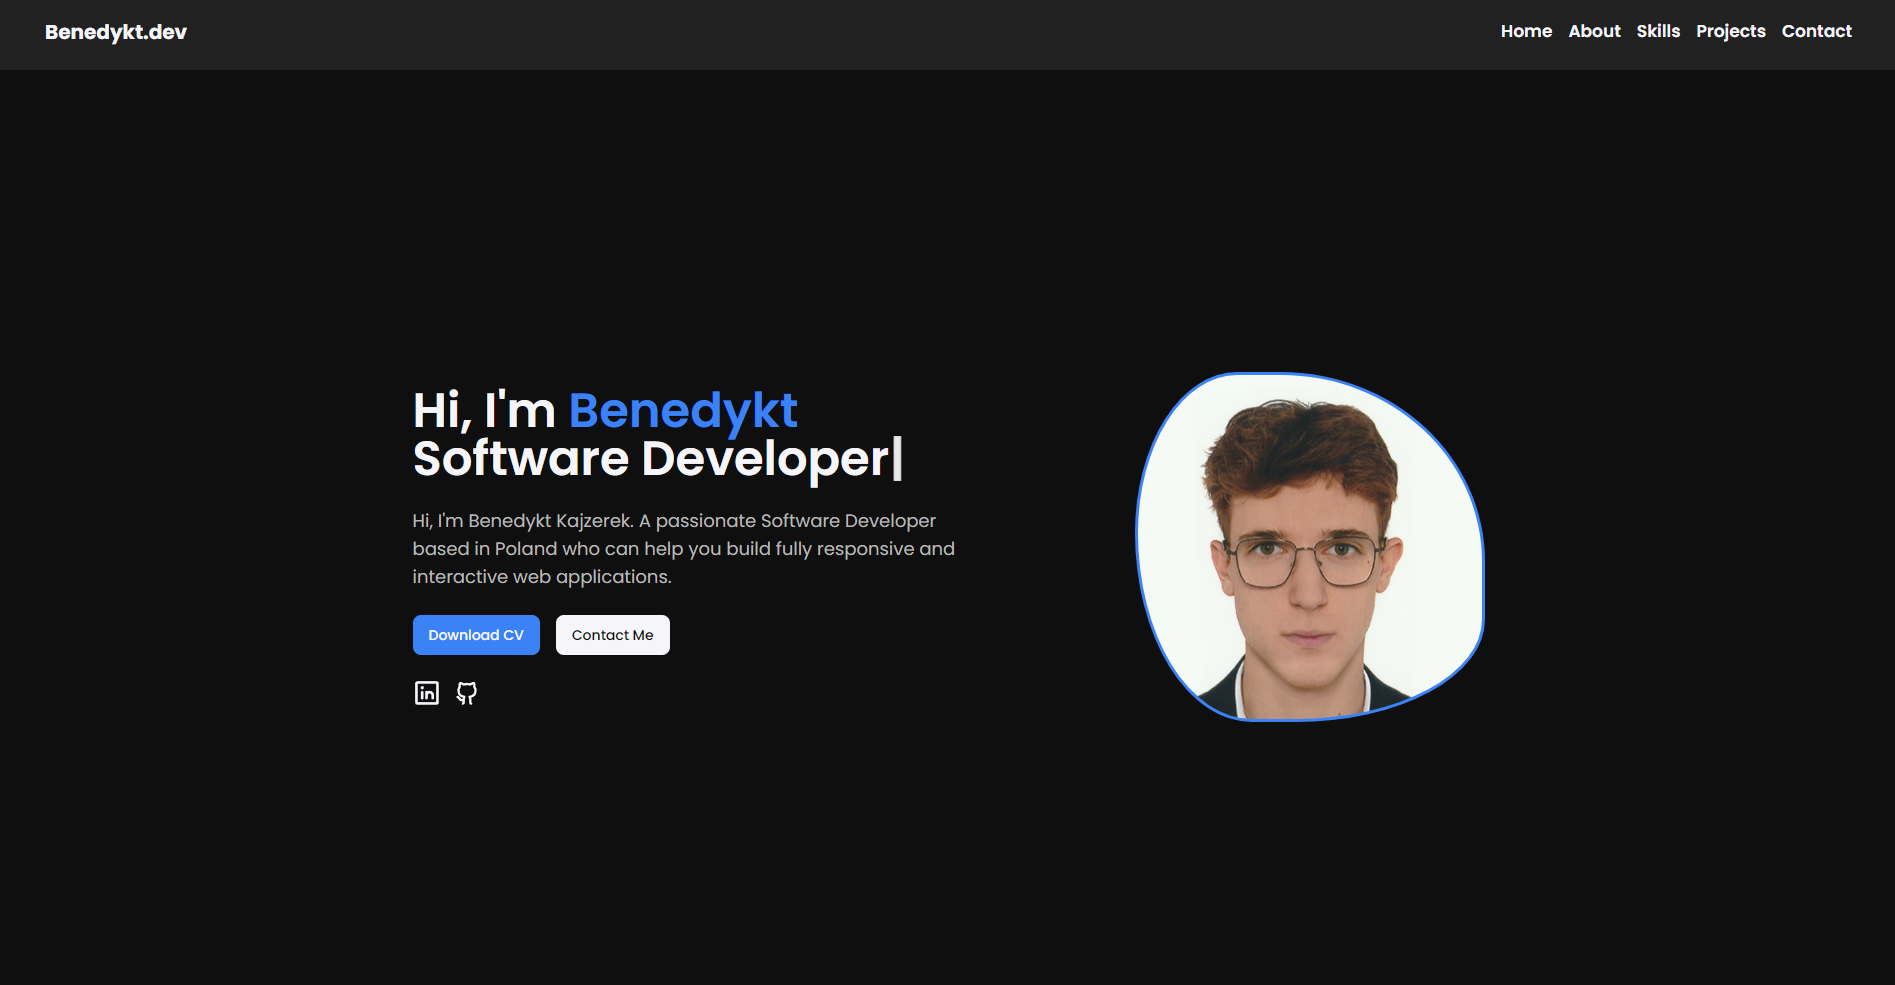 Benedykt.dev
Home About Skills Projects Contact
Hi, I'm Benedykt
Software Developer|
Hi, I'm Benedykt Kajzerek. A passionate Software Developer
based in Poland who can help you build fully responsive and
interactive web applications.
Download CV Contact Me
in